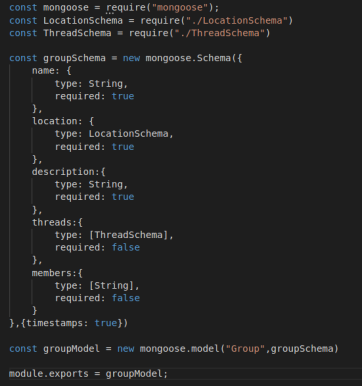 const mongoose = require("mongoose");
const LocationSchema = require("./LocationSchema")
const ThreadSchema = require("./ThreadSchema")

const groupSchema = new mongoose.Schema({
    name: {
        type: String,
        required: true
    },
    location: {
        type: LocationSchema,
        required: true
    },
    description:{
        type: String,
        required: true
    },
    threads:{
        type: [ThreadSchema],
        required: false
    },
    members:{
        type: [String],
        required: false
    }
},{timestamps: true})

const groupModel = new mongoose.model("Group",groupSchema)

module.exports = groupModel;